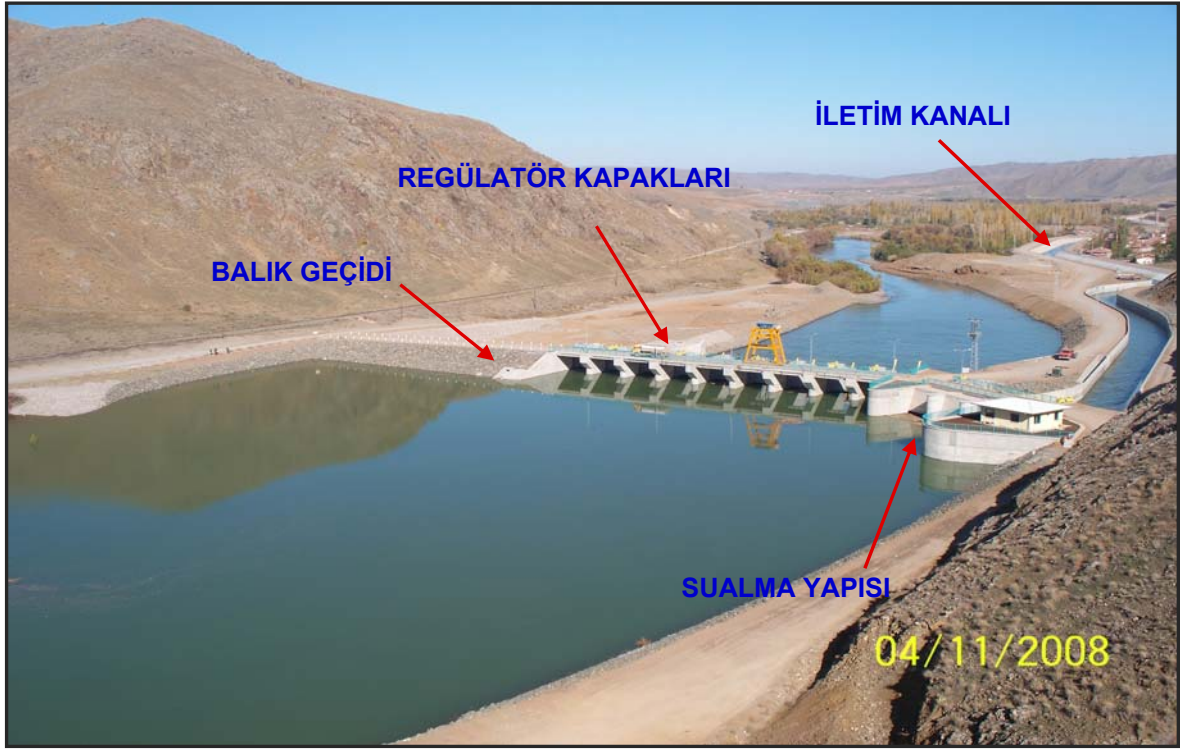 İLETİM KANALI
REGÜLATÖR KAPAKLARI
BALIK GEÇİDİ
SUALMA YAPISI
04/11/2008